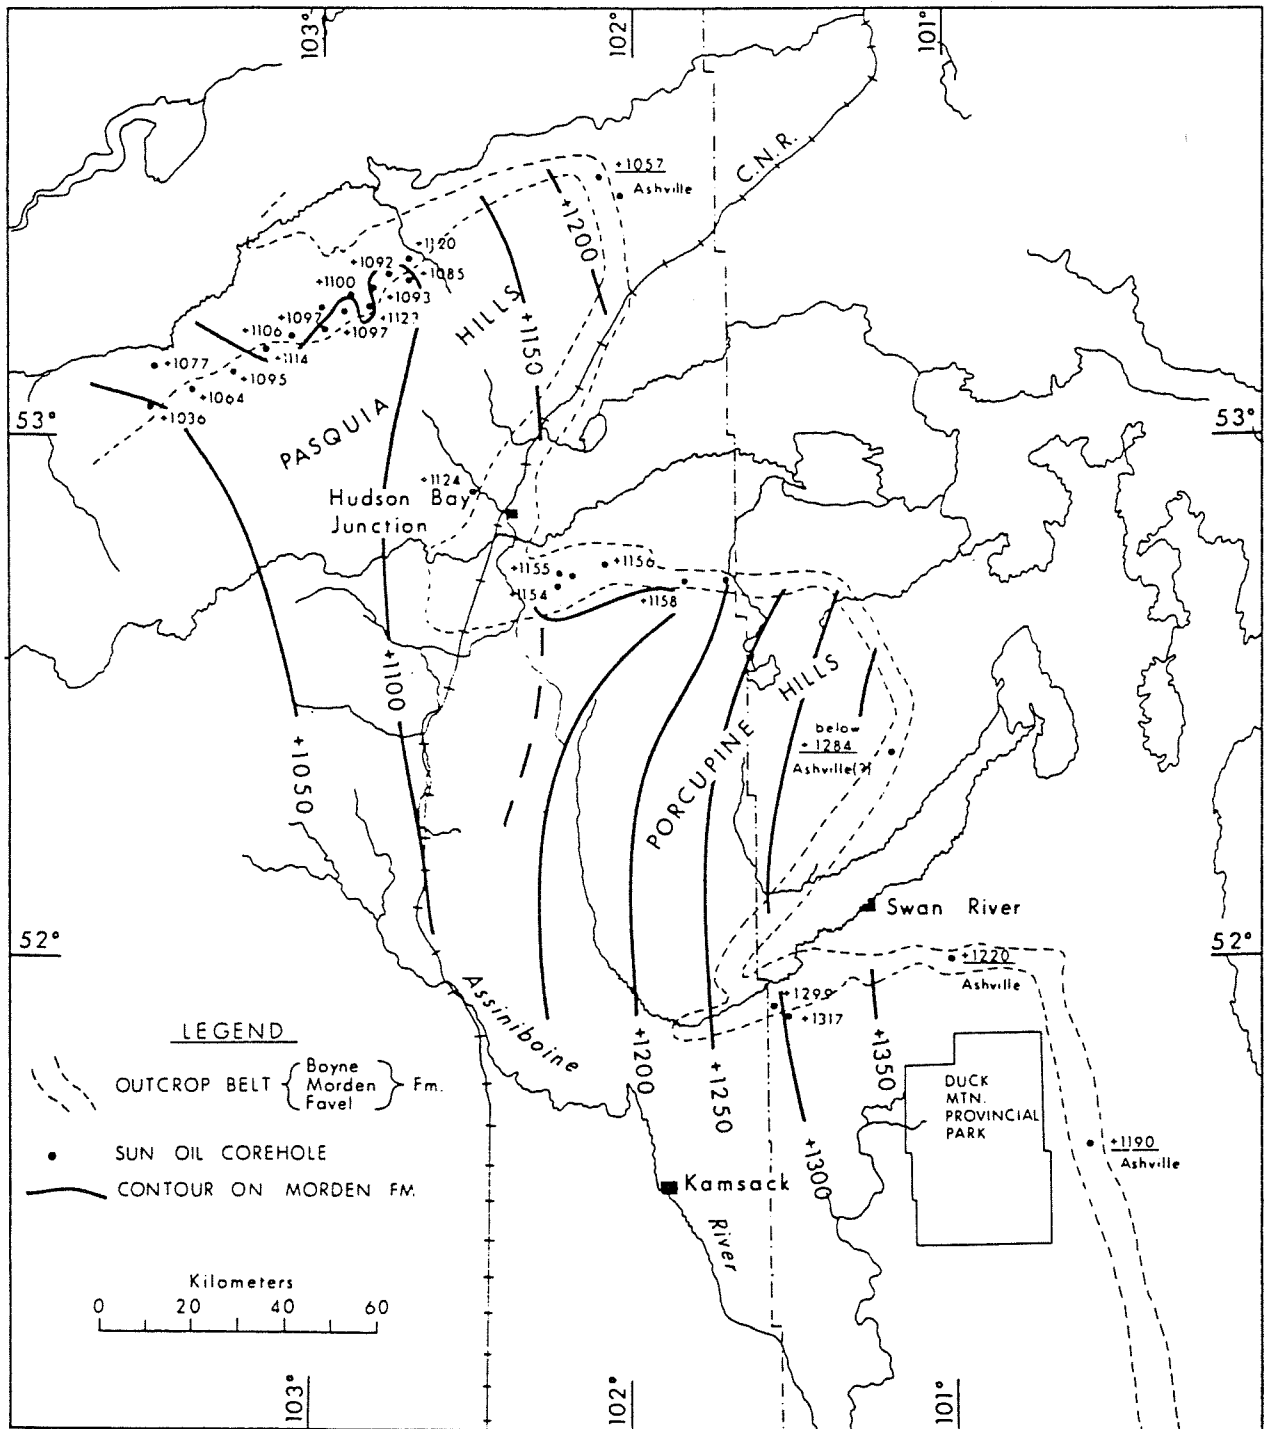 103°
102°
101°
C.N.R.
+1057
Ashville
+1200
+1120
+1092
+1085
+1100
+1093
+1097
+1123
+1106
+1097
+1114
+1077
+1095
+1064
+1036
HILLS
+1150
PASQUIA
53°
53°
+1124
Hudson Bay
Junction
+1155
+1156
+1154
+1158
+1100
+1050
PORCUPINE HILLS
below
+1284
Ashville(?)
Swan River
52°
52°
+1220
Ashville
+1299
+1317
Assiniboine
+1200
+1250
+1350
+1300
LEGEND
OUTCROP BELT { Boyne
Morden
Favel } Fm.
SUN OIL COREHOLE
CONTOUR ON MORDEN FM.
DUCK
MTN.
PROVINCIAL
PARK
+1190
Ashville
Kamsack
River
Kilometers
0 20 40 60
103°
102°
101°